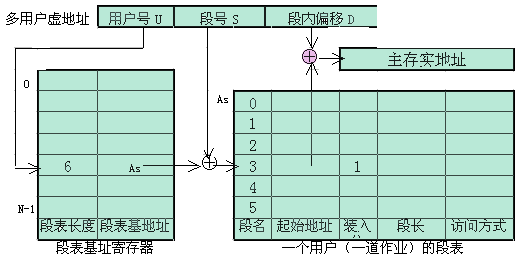 多用户虚地址 用户号 U 段号 S 段内偏移 D
主存实地址
0
As
0
1
2
6 As 3 1
4
N-1 5
段表长度 段表基地址 段名 起始地址 装入 段长 访问方式
段表基址寄存器 一个用户（一道作业）的段表